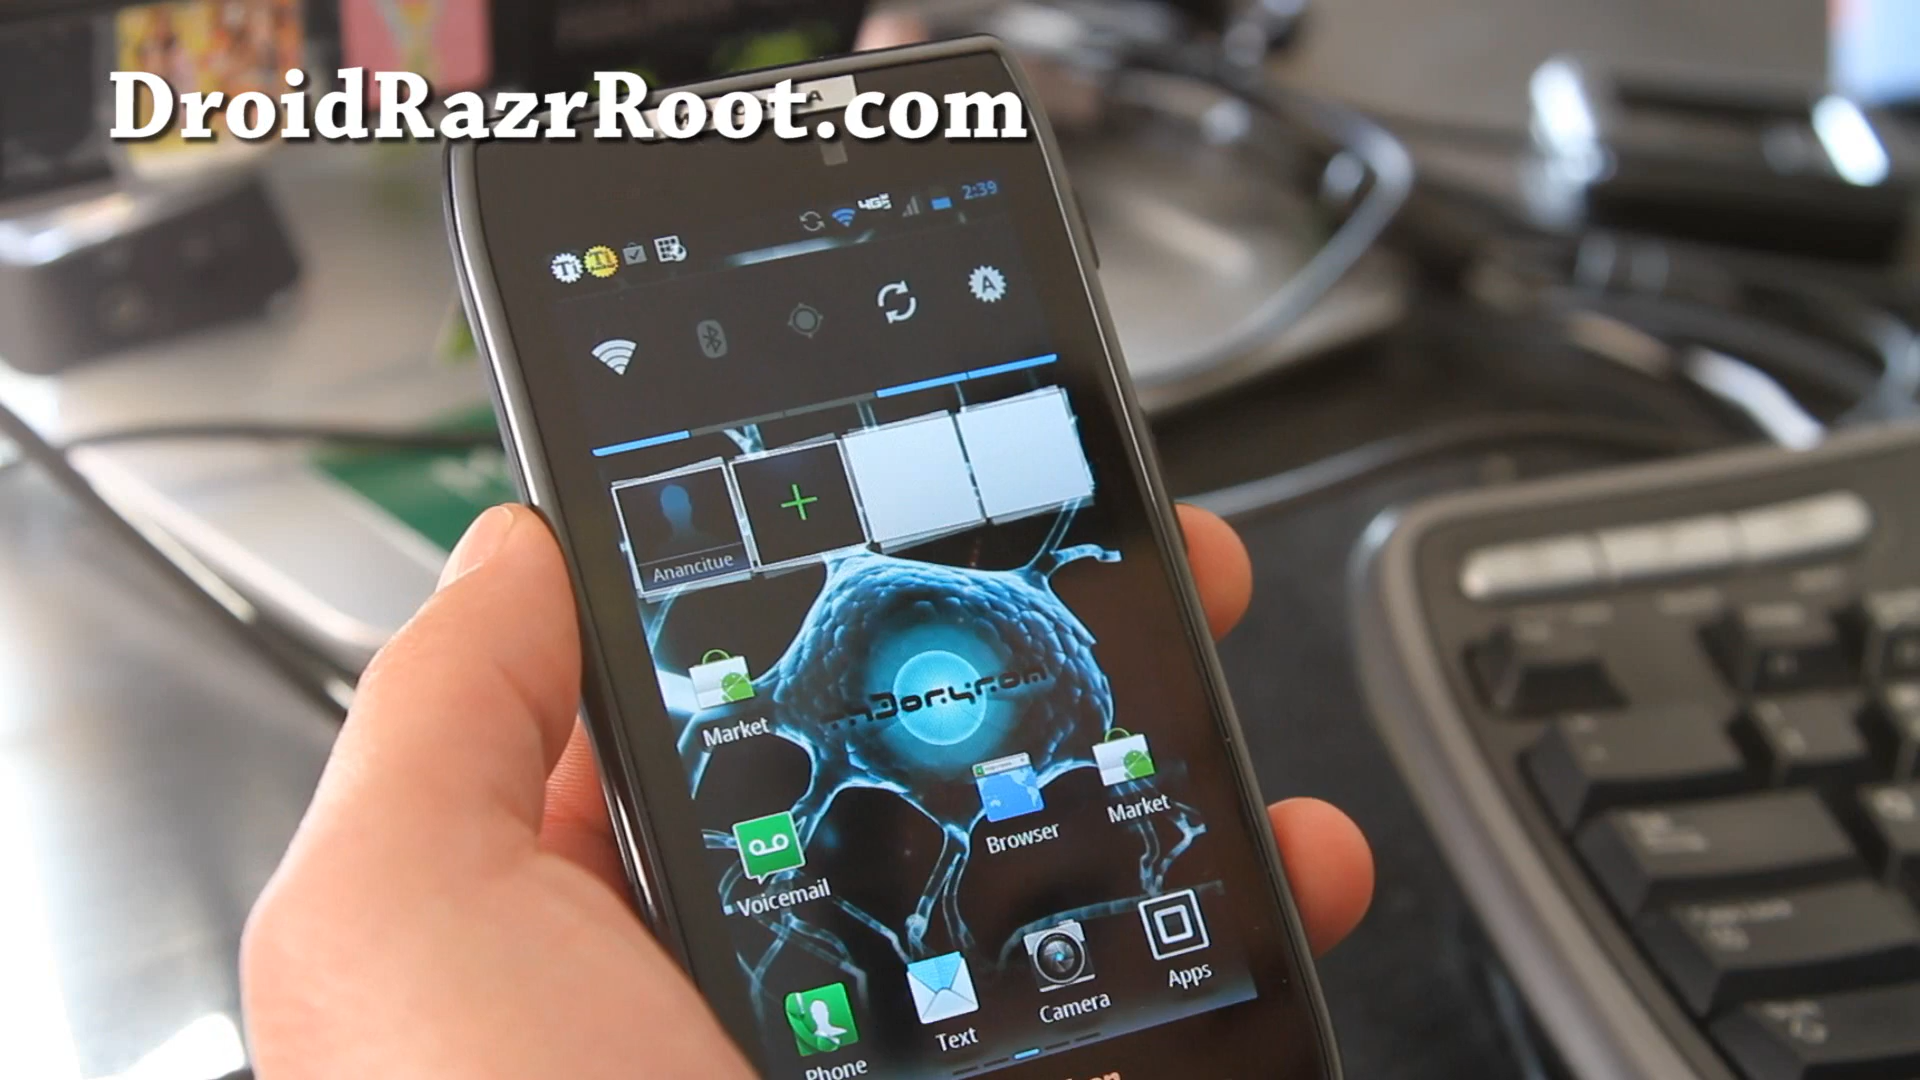 DroidRazrRoot.com
4G
2:39
A
Anancitue
Market
Browser
Market
Voicemail
Apps
Camera
Text
Phone